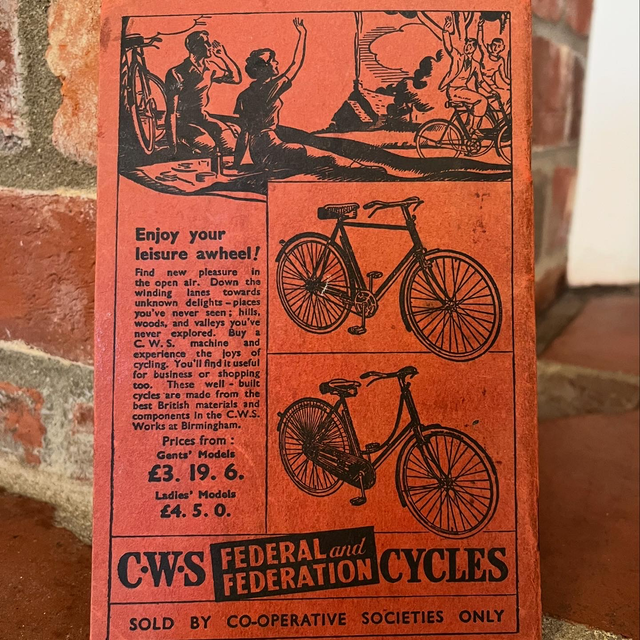 Enjoy your
leisure awheel!
Find new pleasure in
the open air. Down the
winding lanes towards
unknown delights – places
you've never seen; hills,
woods, and valleys you've
never explored. Buy a
C. W. S. machine and
experience the joys of
cycling. You'll find it useful
for business or shopping
too. These well - built
cycles are made from the
best British materials and
components in the C.W.S.
Works at Birmingham.
Prices from :
Gents' Models
£3. 19. 6.
Ladies' Models
£4. 5. 0.
C·W·S FEDERAL and FEDERATION CYCLES
SOLD BY CO-OPERATIVE SOCIETIES ONLY